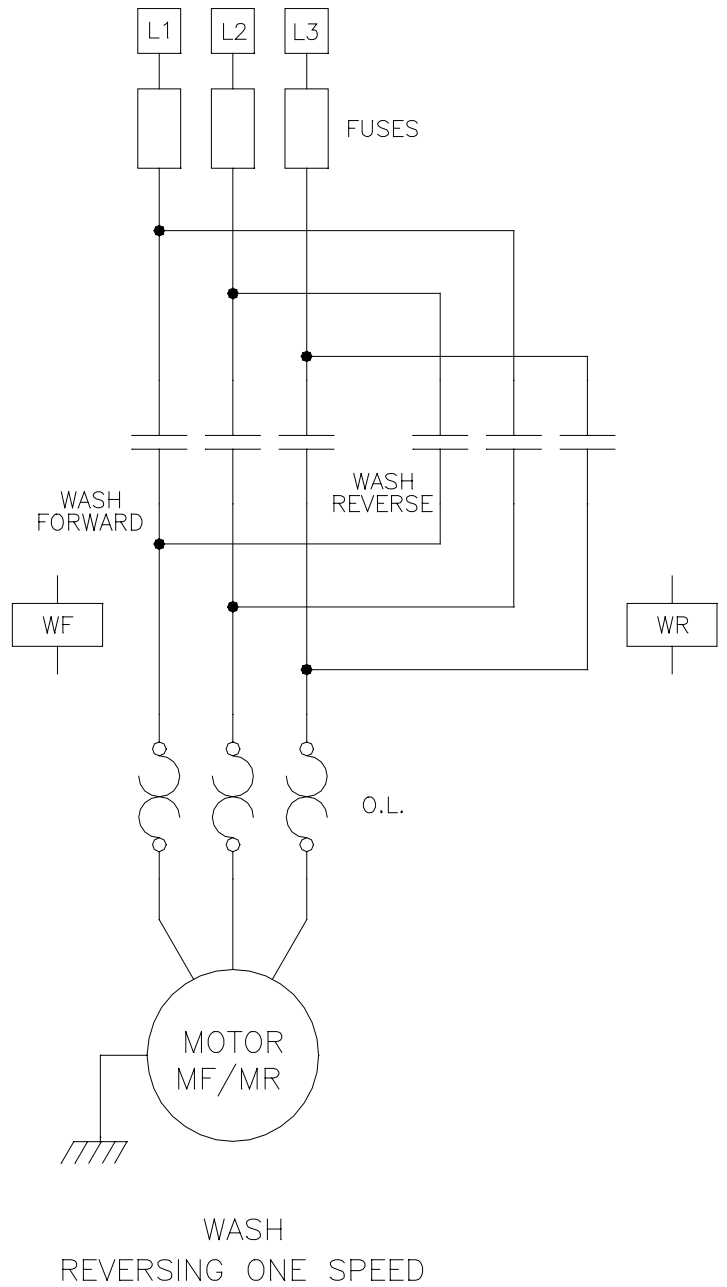 L1 L2 L3
FUSES
WASH
FORWARD
WASH
REVERSE
WF
WR
O.L.
MOTOR
MF/MR
WASH
REVERSING ONE SPEED